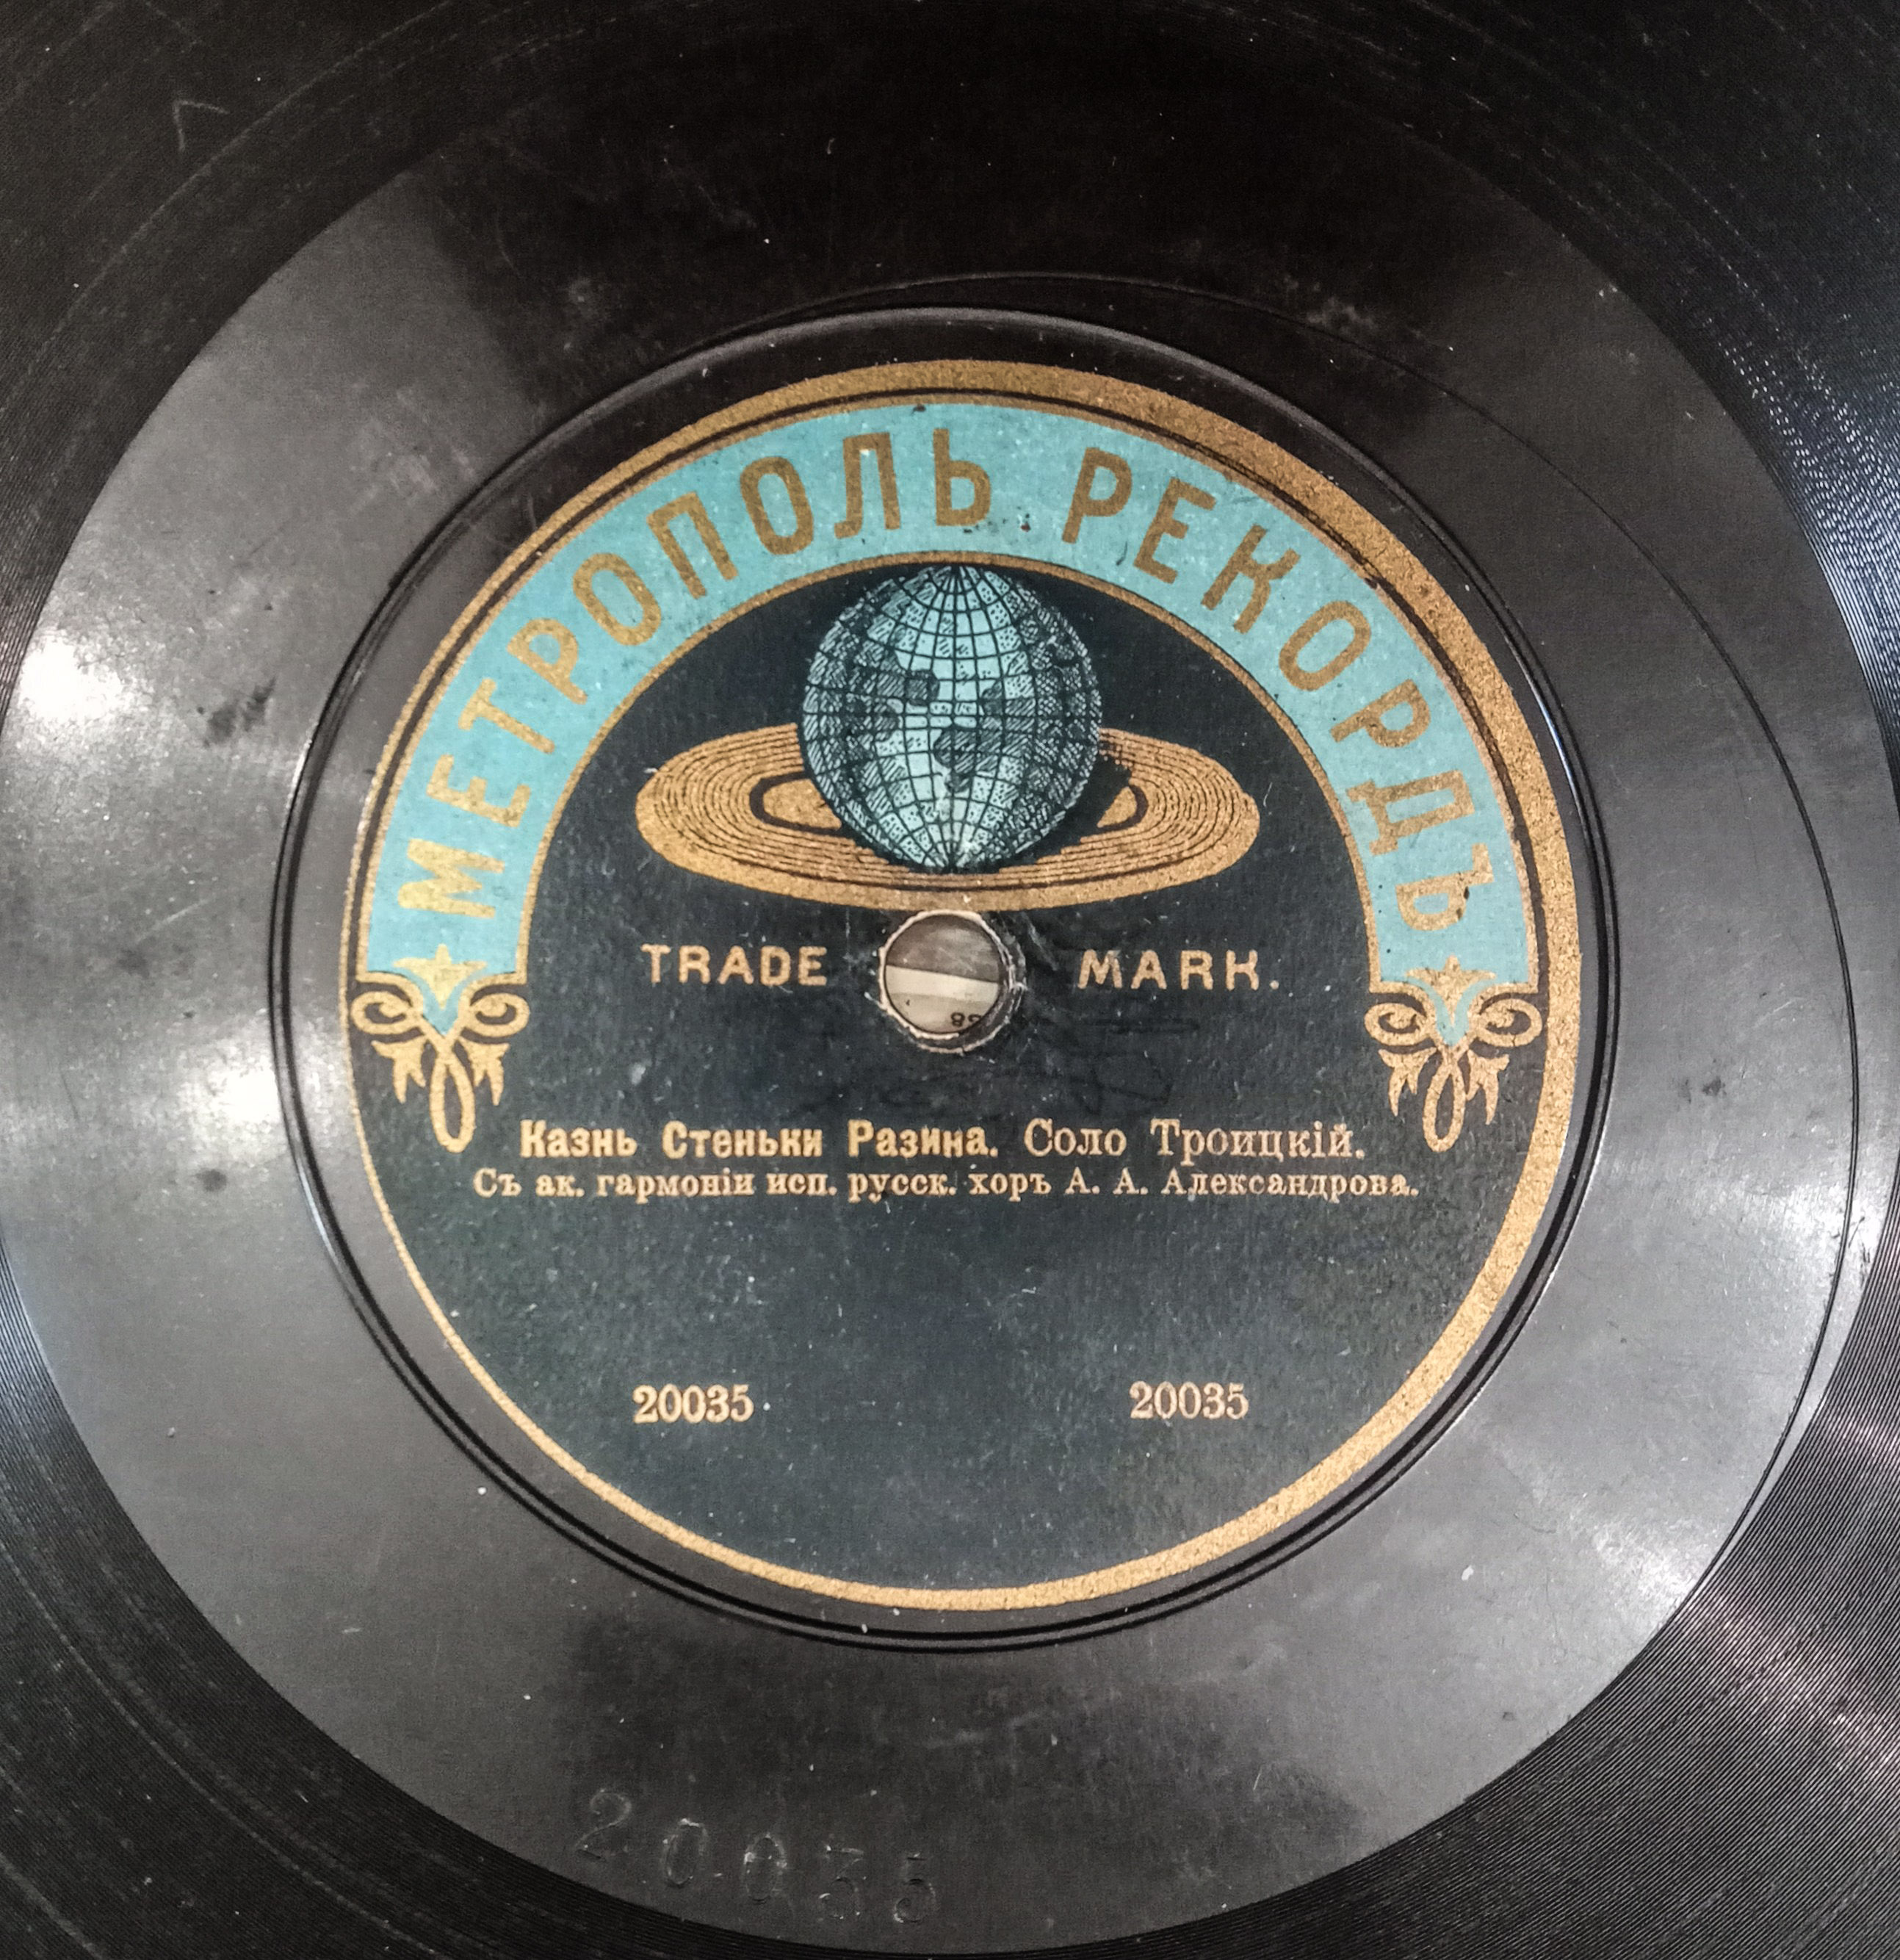 МЕТРОПОЛЬ РЕКОРДЪ
TRADE MARK.
Казнь Стеньки Разина. Соло Троицкій.
Съ ак. гармоніи исп. русск. хоръ А. А. Александрова.
20035 20035
20035